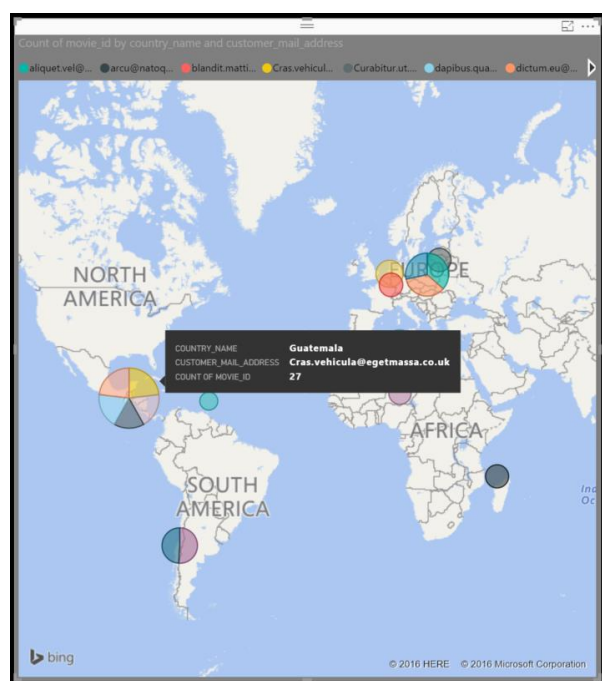 Count of movie_id by country_name and customer_mail_address
aliquet.vel@... arcu@natoq... blandit.matti... Cras.vehicul... Curabitur.ut.... dapibus.qua... dictum.eu@...
NORTH
AMERICA
EUROPE
COUNTRY_NAME Guatemala
CUSTOMER_MAIL_ADDRESS Cras.vehicula@egetmassa.co.uk
COUNT OF MOVIE_ID 27
AFRICA
SOUTH
AMERICA
Ind
Oc
bing
© 2016 HERE © 2016 Microsoft Corporation